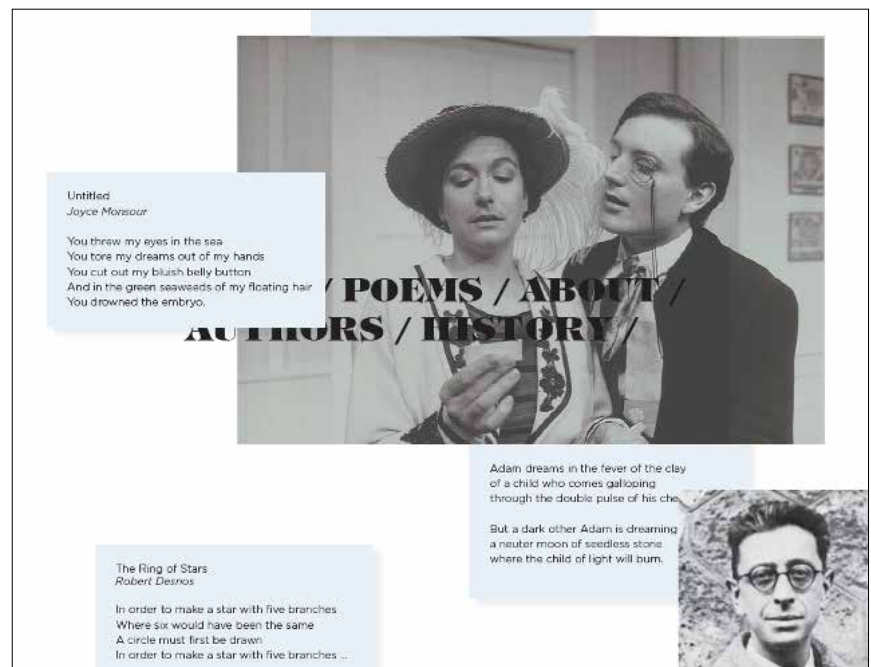 Untitled
Joyce Monsour
You threw my eyes in the sea
You tore my dreams out of my hands
You cut out my bluish belly button
And in the green seaweeds of my floating hair
You drowned the embryo.
/ POEMS / ABOUT /
AUTHORS / HISTORY /
Adam dreams in the fever of the clay
of a child who comes galloping
through the double pulse of his che
But a dark other Adam is dreaming
a neuter moon of seedless stone
where the child of light will burn.
The Ring of Stars
Robert Desnos
In order to make a star with five branches
Where six would have been the same
A circle must first be drawn
In order to make a star with five branches ...